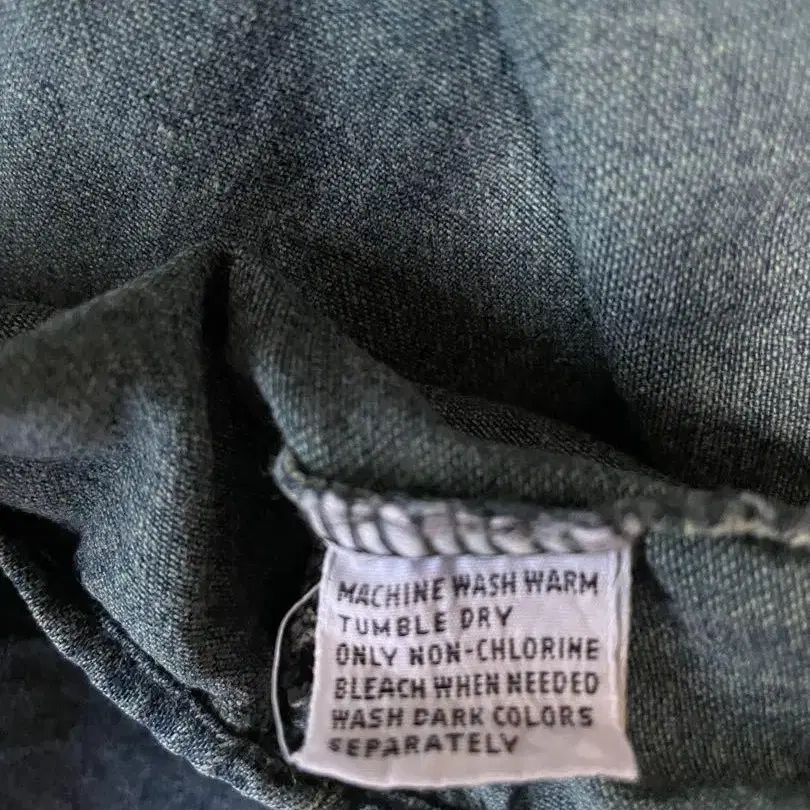 MACHINE WASH WARM
TUMBLE DRY
ONLY NON-CHLORINE
BLEACH WHEN NEEDED
WASH DARK COLORS
SEPARATELY